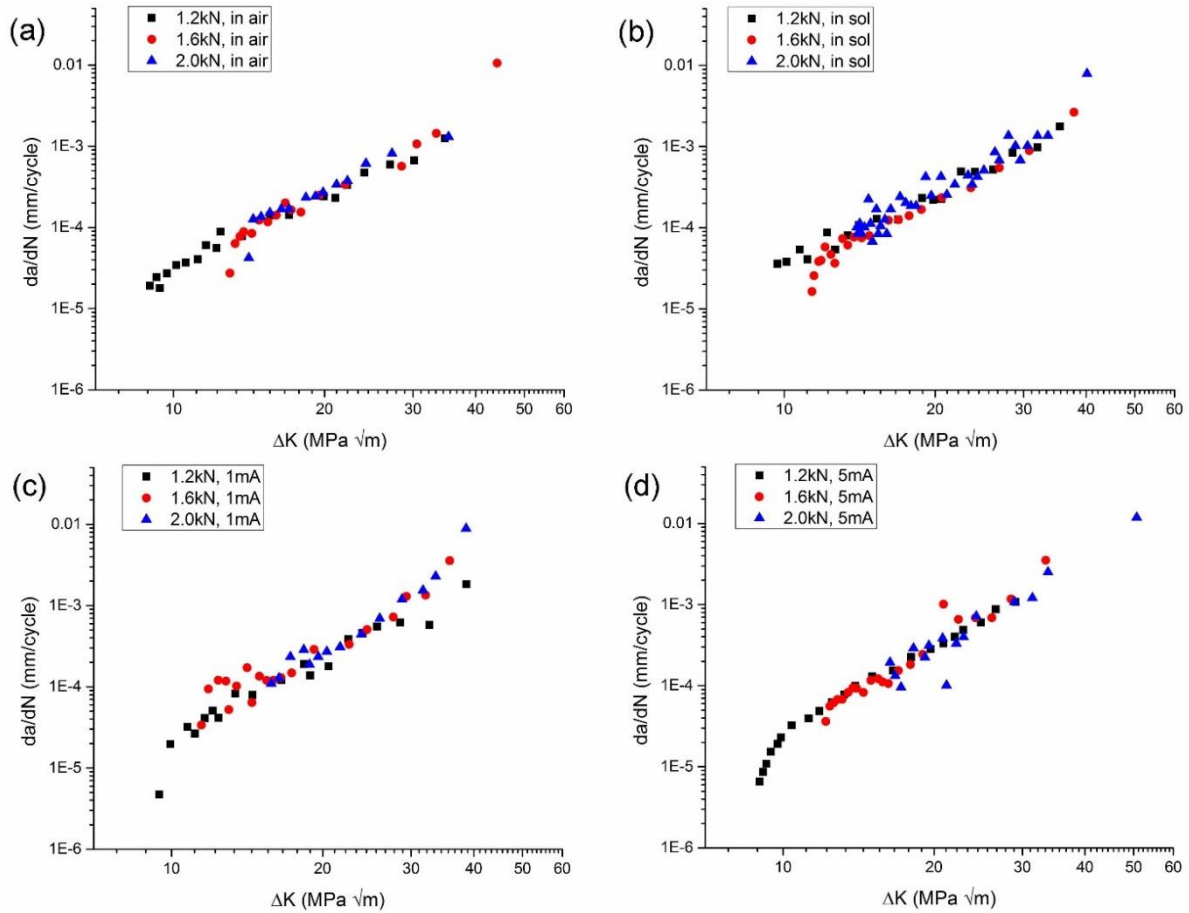 (a)
1.2kN, in air
1.6kN, in air
2.0kN, in air
0.01
1E-3
1E-4
1E-5
1E-6
da/dN (mm/cycle)
10 20 30 40 50 60
ΔK (MPa √m)
(b)
1.2kN, in sol
1.6kN, in sol
2.0kN, in sol
0.01
1E-3
1E-4
1E-5
1E-6
da/dN (mm/cycle)
10 20 30 40 50 60
ΔK (MPa √m)
(c)
1.2kN, 1mA
1.6kN, 1mA
2.0kN, 1mA
0.01
1E-3
1E-4
1E-5
1E-6
da/dN (mm/cycle)
10 20 30 40 50 60
ΔK (MPa √m)
(d)
1.2kN, 5mA
1.6kN, 5mA
2.0kN, 5mA
0.01
1E-3
1E-4
1E-5
1E-6
da/dN (mm/cycle)
10 20 30 40 50 60
ΔK (MPa √m)